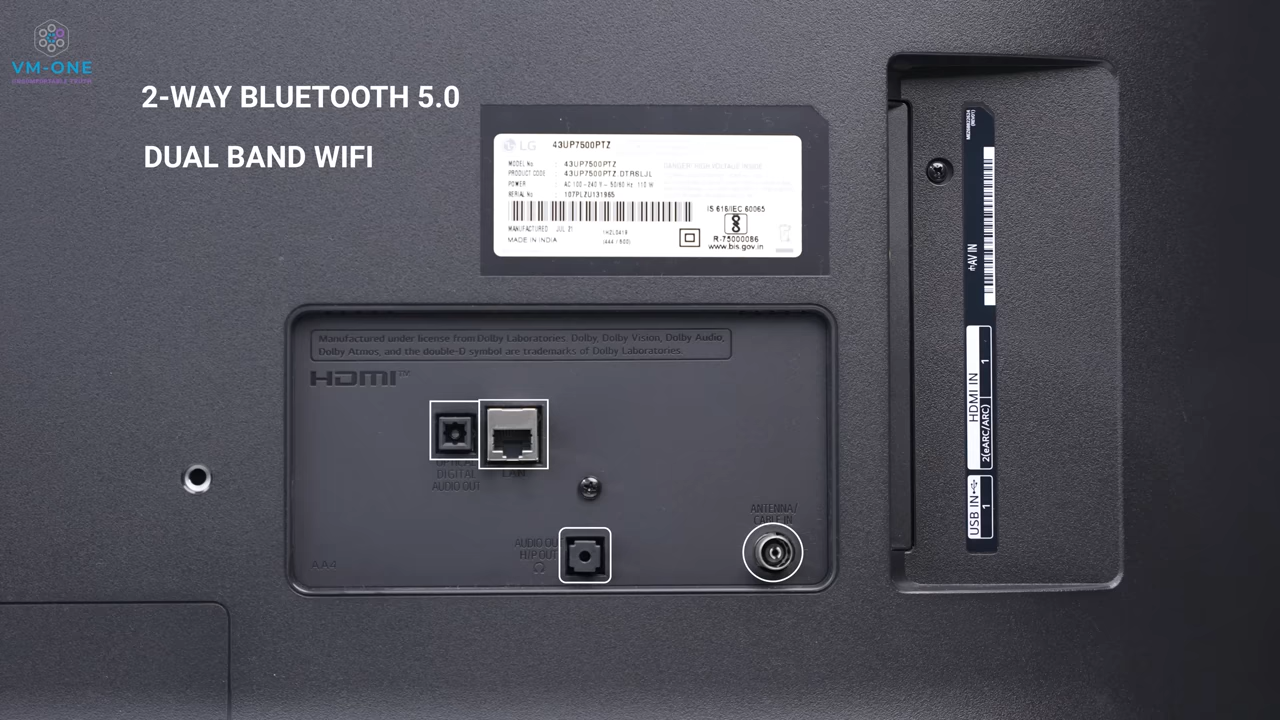 VM-ONE
UNCOMFORTABLE TRUTH
2-WAY BLUETOOTH 5.0
DUAL BAND WIFI
LG 43UP7500PTZ
MODEL No : 43UP7500PTZ
PRODUCT CODE : 43UP7500PTZ.DTR6LJL
POWER : AC 100-240 V~ 50/60 Hz 110 W
SERIAL No : 107PLZU131865
MANUFACTURED JUL 21
MADE IN INDIA
IS 616/IEC 60065
R-75000086
www.bis.gov.in
Manufactured under license from Dolby Laboratories. Dolby, Dolby Vision, Dolby Audio,
Dolby Atmos, and the double-D symbol are trademarks of Dolby Laboratories.
HDMI™
OPTICAL
DIGITAL
AUDIO OUT
LAN
AUDIO OUT
H/P OUT
ANTENNA/
CABLE IN
AA4
AV IN
HDMI IN
2(eARC/ARC) 1
USB IN
1